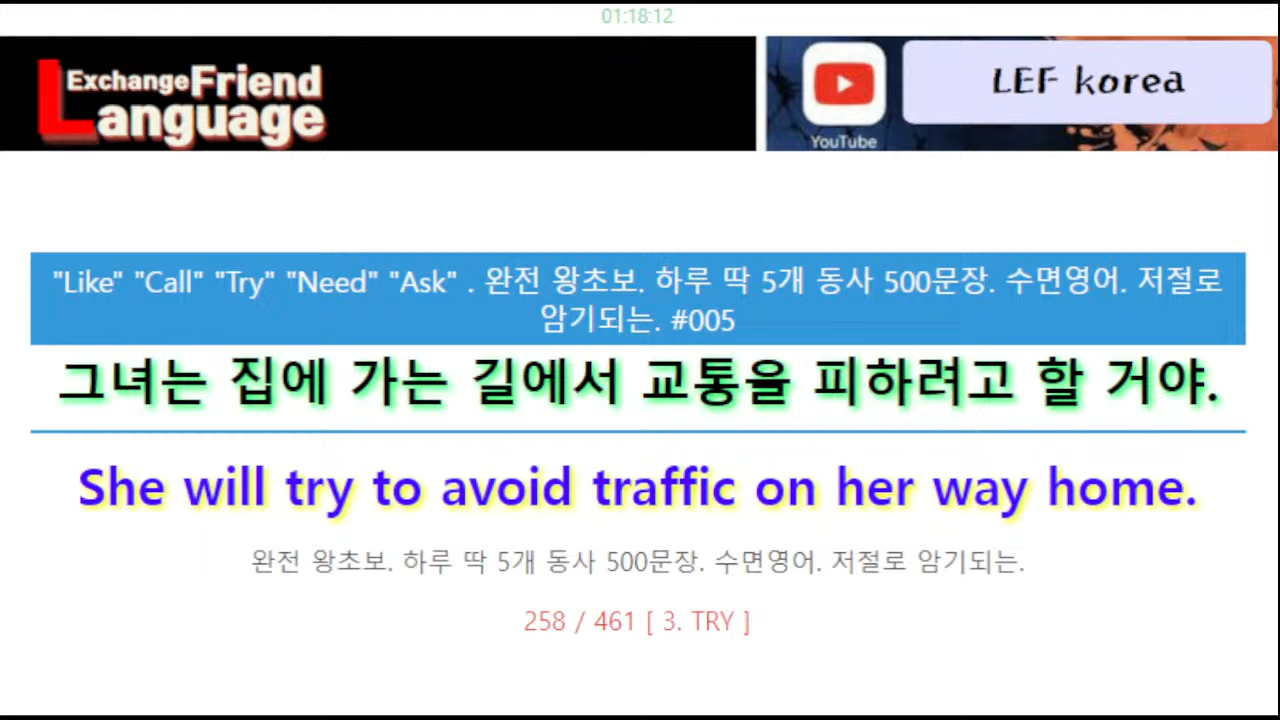 01:18:12
ExchangeFriend
Language
LEF korea
YouTube
"Like" "Call" "Try" "Need" "Ask" . 완전 왕초보. 하루 딱 5개 동사 500문장. 수면영어. 저절로
암기되는. #005
그녀는 집에 가는 길에서 교통을 피하려고 할 거야.
She will try to avoid traffic on her way home.
완전 왕초보. 하루 딱 5개 동사 500문장. 수면영어. 저절로 암기되는.
258 / 461 [ 3. TRY ]